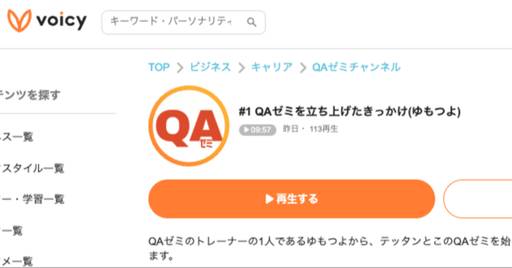 voicy
キーワード・パーソナリティ
TOP
ビジネス
キャリア
QAゼミチャンネル
テンツを探す
QA
ゼミ
#1 QAゼミを立ち上げたきっかけ(ゆもつよ)
09:57 昨日・ 113再生
ネス一覧
スタイル一覧
ー・学習一覧
一覧
メ一覧
再生する
QAゼミのトレーナーの1人であるゆもつよから、テッタンとこのQAゼミを始
ます。